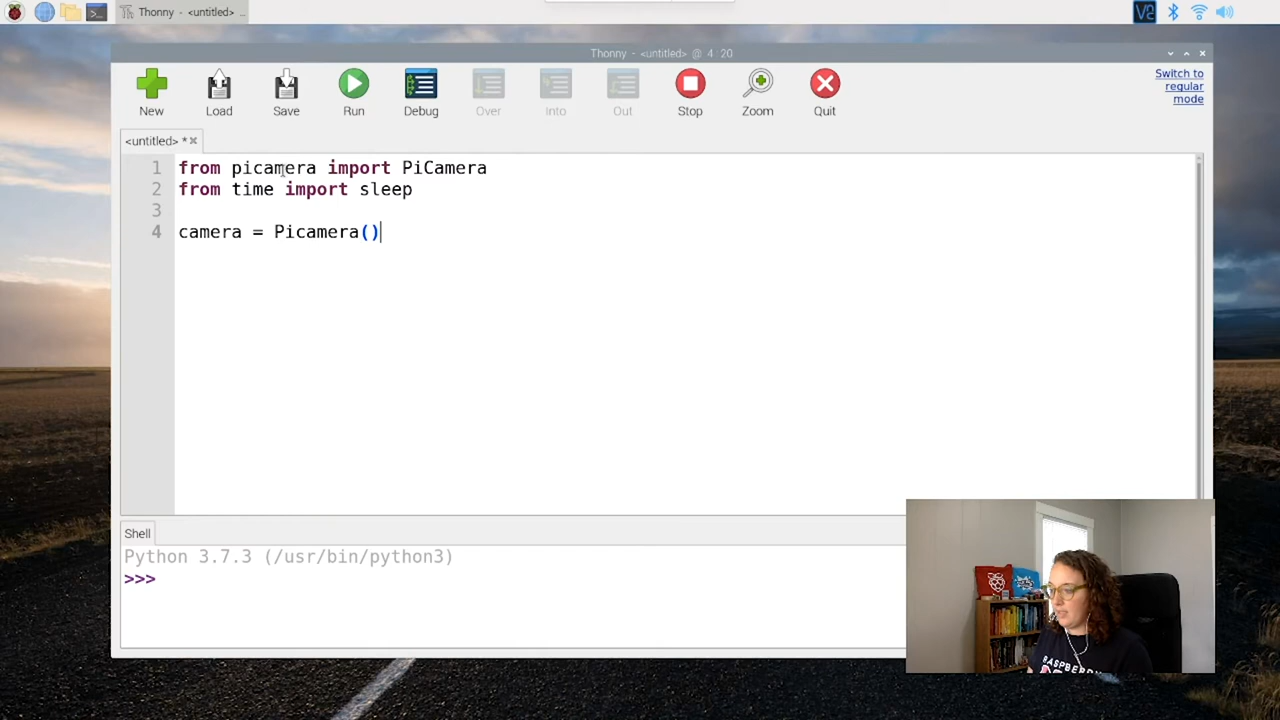 Thonny - <untitled> ..
Thonny - <untitled> @ 4:20
New
Load
Save
Run
Debug
Over
Into
Out
Stop
Zoom
Quit
Switch to
regular
mode
<untitled> *
1 from picamera import PiCamera
2 from time import sleep
3
4 camera = Picamera()
Shell
Python 3.7.3 (/usr/bin/python3)
>>>
RASPBERRY